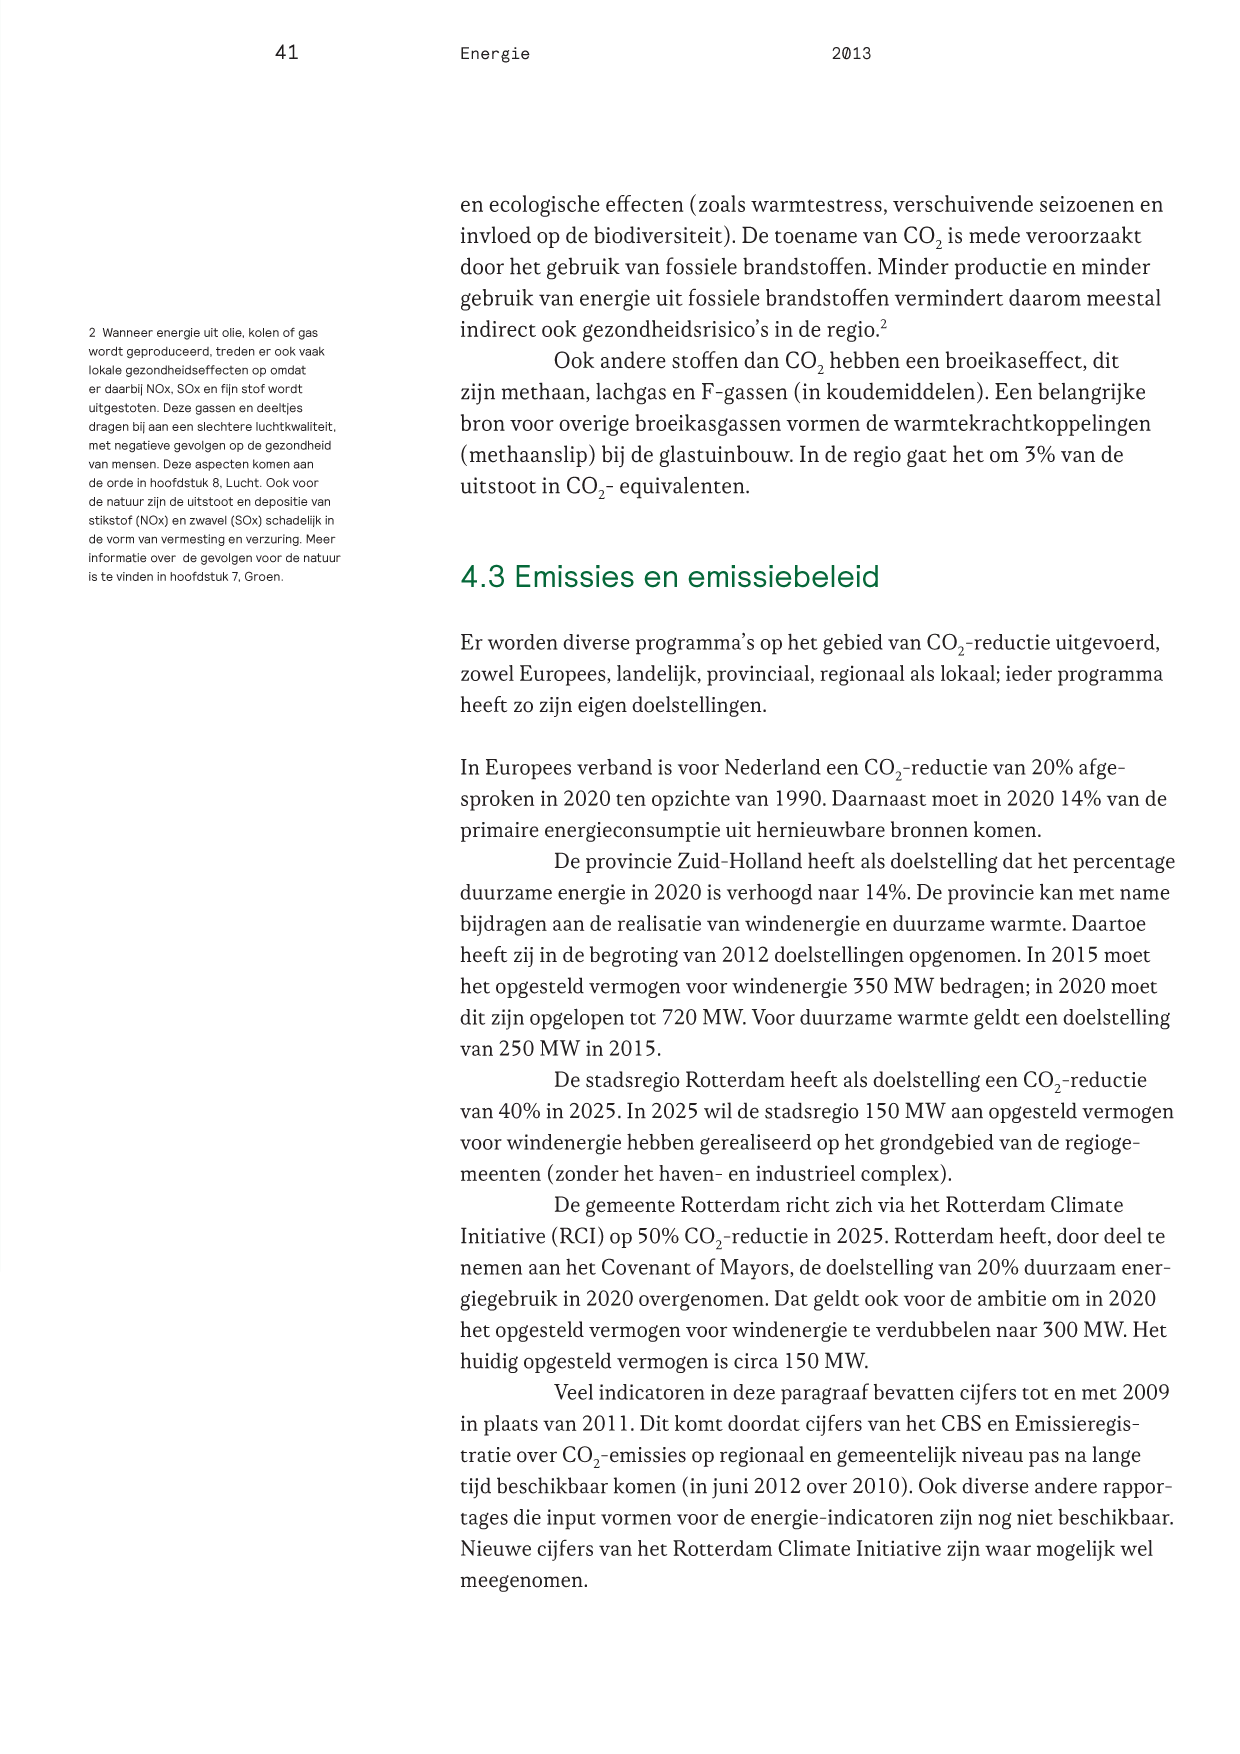 41
Energie
2013
en ecologische effecten (zoals warmtestress, verschuivende seizoenen en
invloed op de biodiversiteit). De toename van CO₂ is mede veroorzaakt
door het gebruik van fossiele brandstoffen. Minder productie en minder
gebruik van energie uit fossiele brandstoffen vermindert daarom meestal
indirect ook gezondheidsrisico’s in de regio.²
Ook andere stoffen dan CO₂ hebben een broeikaseffect, dit
zijn methaan, lachgas en F-gassen (in koudemiddelen). Een belangrijke
bron voor overige broeikasgassen vormen de warmtekrachtkoppelingen
(methaanslip) bij de glastuinbouw. In de regio gaat het om 3% van de
uitstoot in CO₂- equivalenten.
2 Wanneer energie uit olie, kolen of gas
wordt geproduceerd, treden er ook vaak
lokale gezondheidseffecten op omdat
er daarbij NOx, SOx en fijn stof wordt
uitgestoten. Deze gassen en deeltjes
dragen bij aan een slechtere luchtkwaliteit,
met negatieve gevolgen op de gezondheid
van mensen. Deze aspecten komen aan
de orde in hoofdstuk 8, Lucht. Ook voor
de natuur zijn de uitstoot en depositie van
stikstof (NOx) en zwavel (SOx) schadelijk in
de vorm van vermesting en verzuring. Meer
informatie over de gevolgen voor de natuur
is te vinden in hoofdstuk 7, Groen.
4.3 Emissies en emissiebeleid
Er worden diverse programma’s op het gebied van CO₂-reductie uitgevoerd,
zowel Europees, landelijk, provinciaal, regionaal als lokaal; ieder programma
heeft zo zijn eigen doelstellingen.
In Europees verband is voor Nederland een CO₂-reductie van 20% afge-
sproken in 2020 ten opzichte van 1990. Daarnaast moet in 2020 14% van de
primaire energieconsumptie uit hernieuwbare bronnen komen.
De provincie Zuid-Holland heeft als doelstelling dat het percentage
duurzame energie in 2020 is verhoogd naar 14%. De provincie kan met name
bijdragen aan de realisatie van windenergie en duurzame warmte. Daartoe
heeft zij in de begroting van 2012 doelstellingen opgenomen. In 2015 moet
het opgesteld vermogen voor windenergie 350 MW bedragen; in 2020 moet
dit zijn opgelopen tot 720 MW. Voor duurzame warmte geldt een doelstelling
van 250 MW in 2015.
De stadsregio Rotterdam heeft als doelstelling een CO₂-reductie
van 40% in 2025. In 2025 wil de stadsregio 150 MW aan opgesteld vermogen
voor windenergie hebben gerealiseerd op het grondgebied van de regioge-
meenten (zonder het haven- en industrieel complex).
De gemeente Rotterdam richt zich via het Rotterdam Climate
Initiative (RCI) op 50% CO₂-reductie in 2025. Rotterdam heeft, door deel te
nemen aan het Covenant of Mayors, de doelstelling van 20% duurzaam ener-
giegebruik in 2020 overgenomen. Dat geldt ook voor de ambitie om in 2020
het opgesteld vermogen voor windenergie te verdubbelen naar 300 MW. Het
huidig opgesteld vermogen is circa 150 MW.
Veel indicatoren in deze paragraaf bevatten cijfers tot en met 2009
in plaats van 2011. Dit komt doordat cijfers van het CBS en Emissieregis-
tratie over CO₂-emissies op regionaal en gemeentelijk niveau pas na lange
tijd beschikbaar komen (in juni 2012 over 2010). Ook diverse andere rappor-
tages die input vormen voor de energie-indicatoren zijn nog niet beschikbaar.
Nieuwe cijfers van het Rotterdam Climate Initiative zijn waar mogelijk wel
meegenomen.